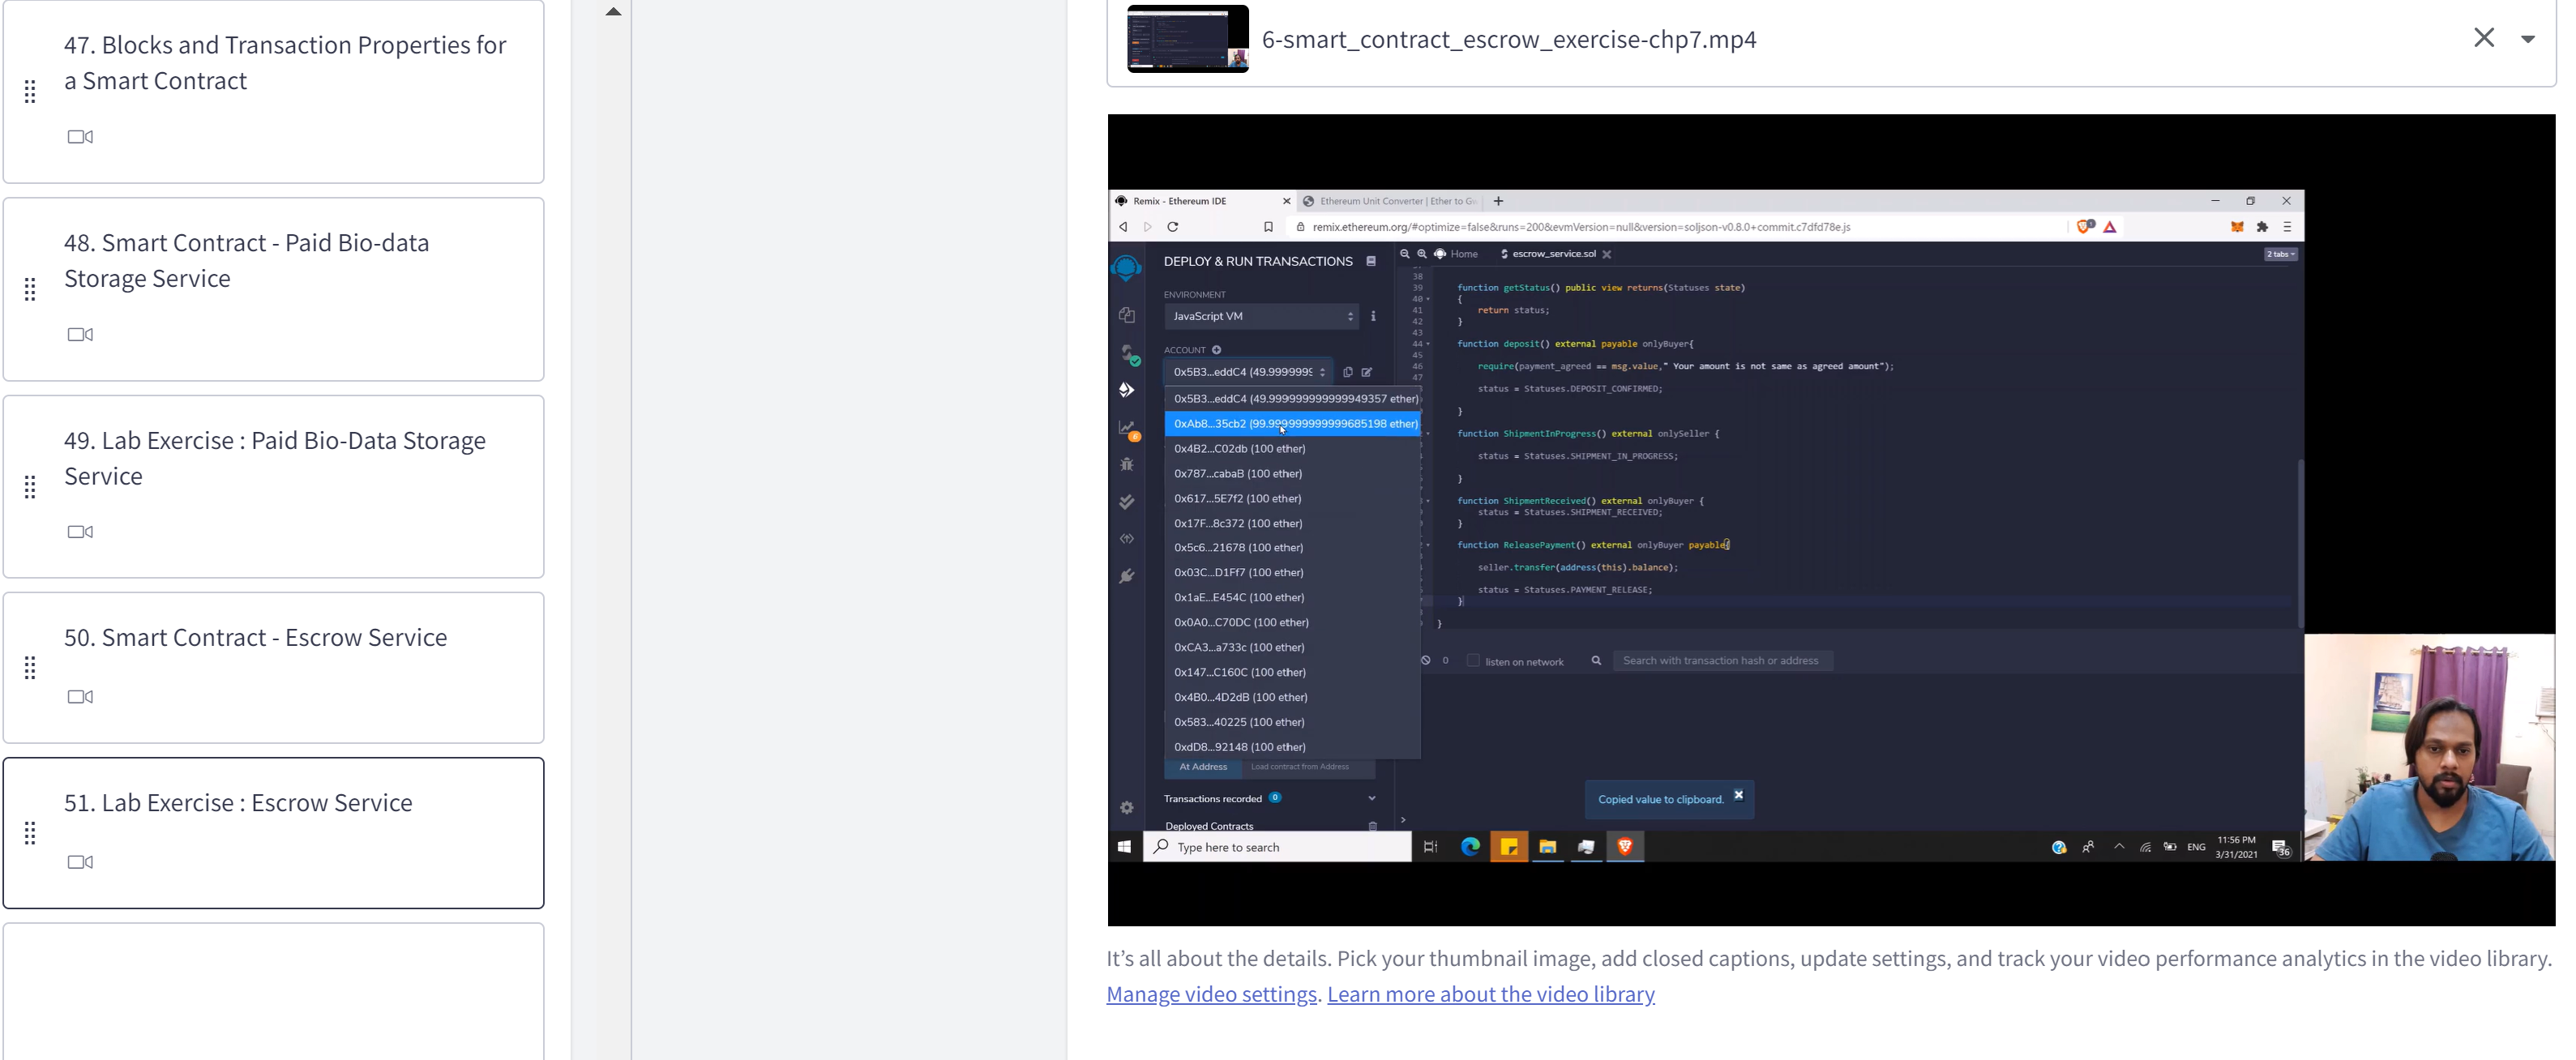 47. Blocks and Transaction Properties for
a Smart Contract
48. Smart Contract - Paid Bio-data
Storage Service
49. Lab Exercise : Paid Bio-Data Storage
Service
50. Smart Contract - Escrow Service
51. Lab Exercise : Escrow Service
6-smart_contract_escrow_exercise-chp7.mp4
Remix - Ethereum IDE
Ethereum Unit Converter | Ether to Gw
remix.ethereum.org/#optimize=false&runs=200&evmVersion=null&version=soljson-v0.8.0+commit.c7dfd78e.js
DEPLOY & RUN TRANSACTIONS
ENVIRONMENT
JavaScript VM
ACCOUNT
0x5B3...eddC4 (49.9999999
0x5B3...eddC4 (49.999999999999949357 ether)
0xAb8...35cb2 (99.999999999999685198 ether)
0x4B2...C02db (100 ether)
0x787...cabaB (100 ether)
0x617...5E7f2 (100 ether)
0x17F...8c372 (100 ether)
0x5c6...21678 (100 ether)
0x03C...D1Ff7 (100 ether)
0x1aE...E454C (100 ether)
0x0A0...C70DC (100 ether)
0xCA3...a733c (100 ether)
0x147...C160C (100 ether)
0x4B0...4D2dB (100 ether)
0x583...40225 (100 ether)
0xdD8...92148 (100 ether)
At Address
Load contract from Address
Transactions recorded 0
Deployed Contracts
Home
escrow_service.sol
2 tabs
38
39 function getStatus() public view returns(Statuses state)
40 {
41 return status;
42 }
43
44 function deposit() external payable onlyBuyer{
45
46 require(payment_agreed == msg.value," Your amount is not same as agreed amount");
47
status = Statuses.DEPOSIT_CONFIRMED;
}
function ShipmentInProgress() external onlySeller {
status = Statuses.SHIPMENT_IN_PROGRESS;
}
function ShipmentReceived() external onlyBuyer {
status = Statuses.SHIPMENT_RECEIVED;
}
function ReleasePayment() external onlyBuyer payable{
seller.transfer(address(this).balance);
status = Statuses.PAYMENT_RELEASE;
}
}
0
listen on network
Search with transaction hash or address
Copied value to clipboard.
Type here to search
ENG
11:56 PM
3/31/2021
36
It's all about the details. Pick your thumbnail image, add closed captions, update settings, and track your video performance analytics in the video library.
Manage video settings. Learn more about the video library